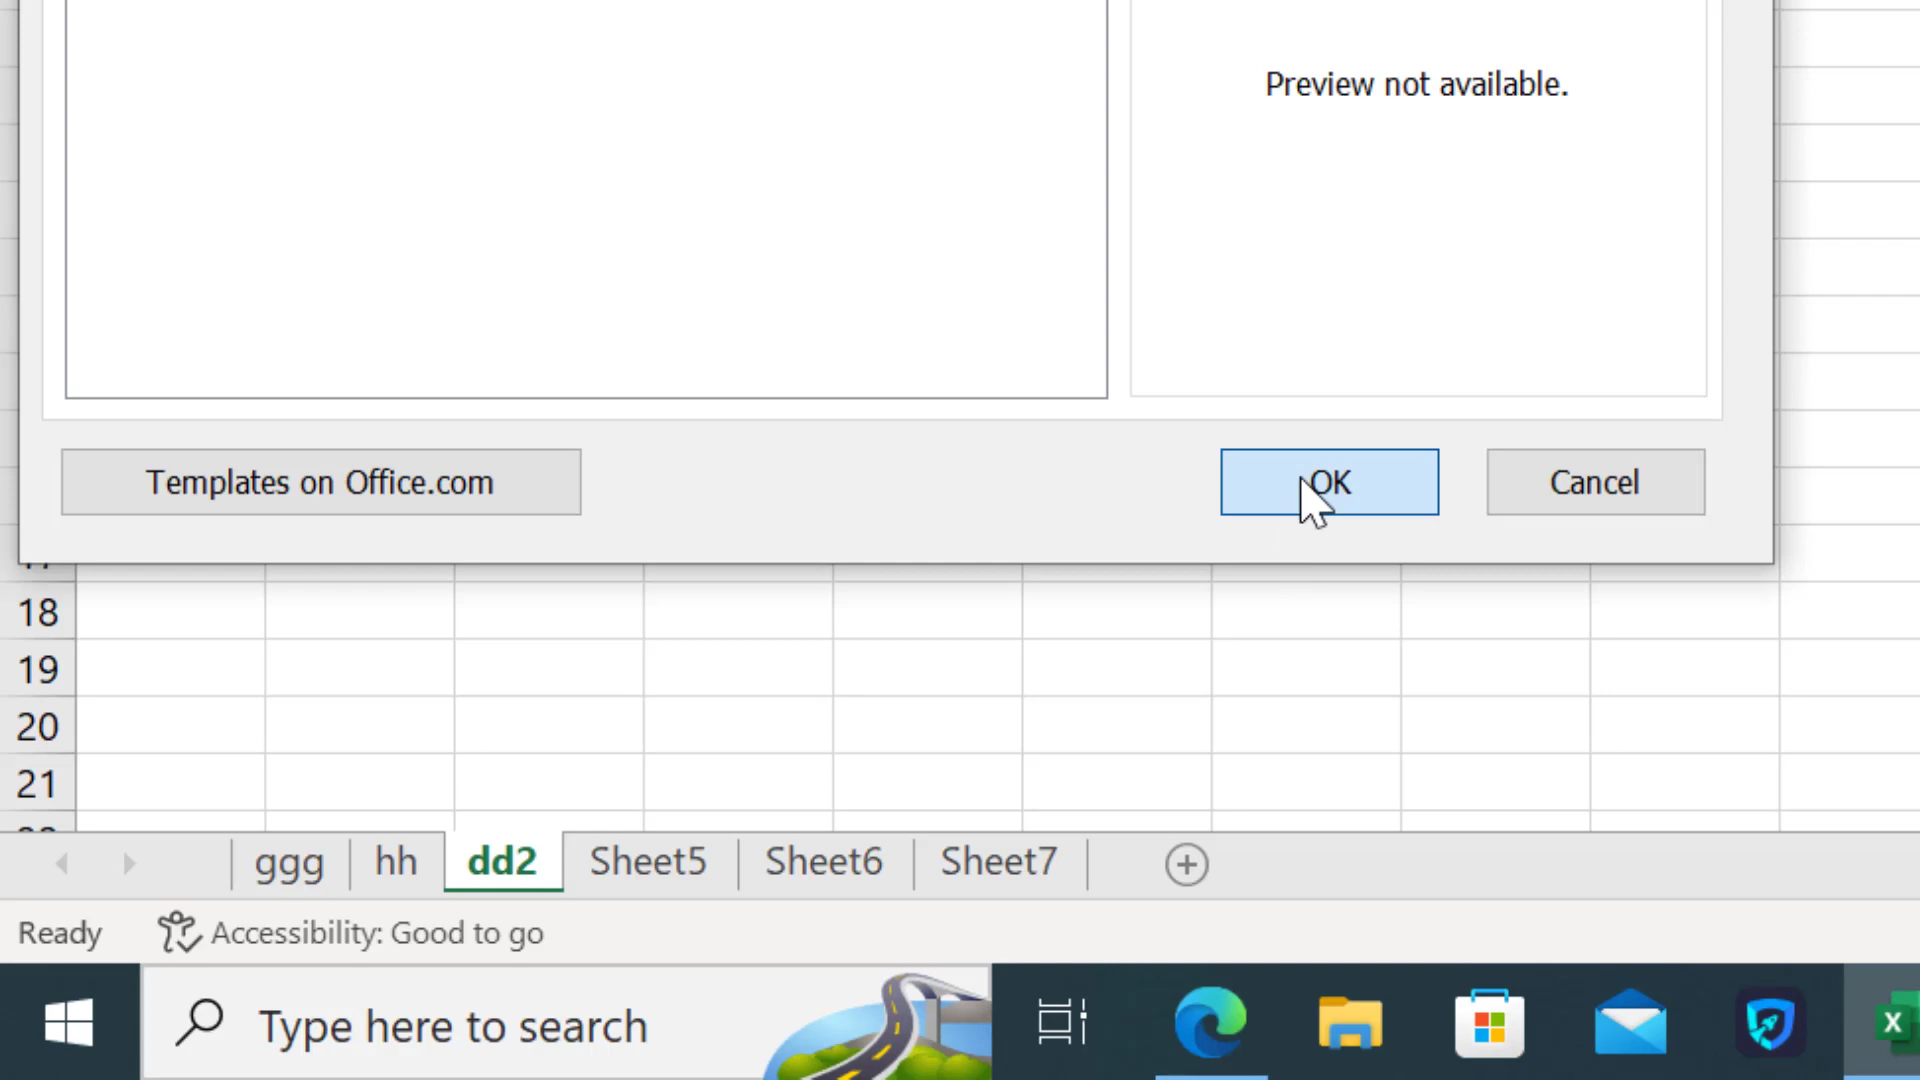 Preview not available.
Templates on Office.com
OK
Cancel
18
19
20
21
ggg
hh
dd2
Sheet5
Sheet6
Sheet7
Ready
Accessibility: Good to go
Type here to search
X